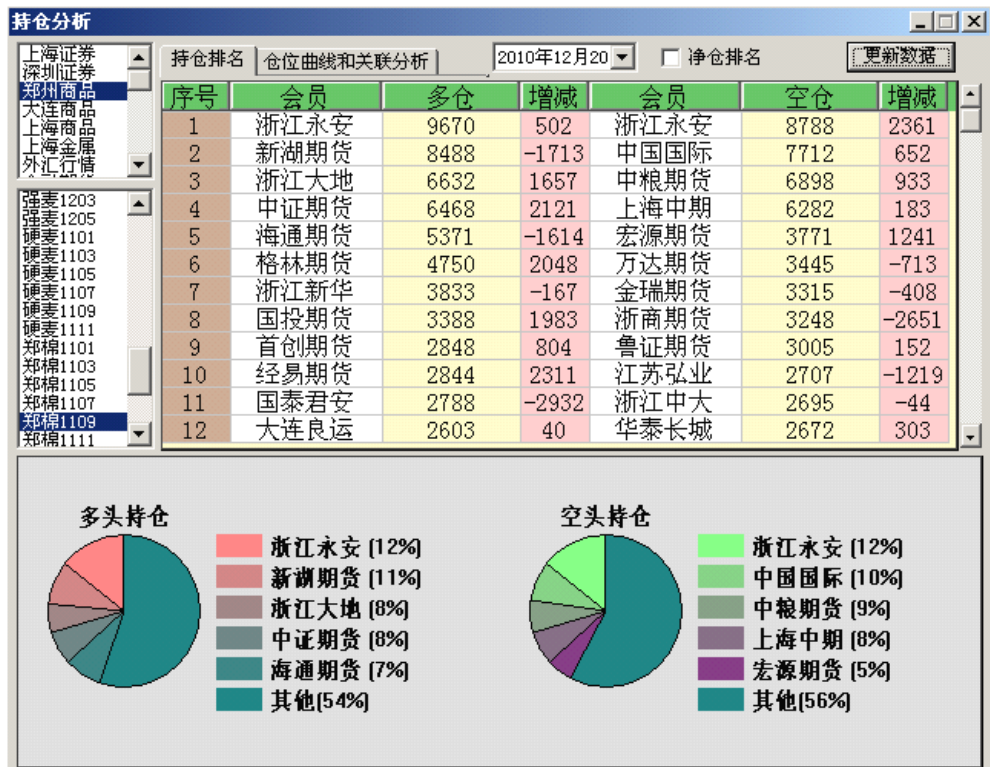 持仓分析
上海证券
深圳证券
郑州商品
大连商品
上海商品
上海金属
外汇行情
强麦1203
强麦1205
硬麦1101
硬麦1103
硬麦1105
硬麦1107
硬麦1109
硬麦1111
郑棉1101
郑棉1103
郑棉1105
郑棉1107
郑棉1109
郑棉1111
持仓排名 仓位曲线和关联分析 2010年12月20 净仓排名 更新数据
序号 会员 多仓 增减 会员 空仓 增减
1 浙江永安 9670 502 浙江永安 8788 2361
2 新湖期货 8488 -1713 中国国际 7712 652
3 浙江大地 6632 1657 中粮期货 6898 933
4 中证期货 6468 2121 上海中期 6282 183
5 海通期货 5371 -1614 宏源期货 3771 1241
6 格林期货 4750 2048 万达期货 3445 -713
7 浙江新华 3833 -167 金瑞期货 3315 -408
8 国投期货 3388 1983 浙商期货 3248 -2651
9 首创期货 2848 804 鲁证期货 3005 152
10 经易期货 2844 2311 江苏弘业 2707 -1219
11 国泰君安 2788 -2932 浙江中大 2695 -44
12 大连良运 2603 40 华泰长城 2672 303
多头持仓
浙江永安 (12%)
新湖期货 (11%)
浙江大地 (8%)
中证期货 (8%)
海通期货 (7%)
其他(54%)
空头持仓
浙江永安 (12%)
中国国际 (10%)
中粮期货 (9%)
上海中期 (8%)
宏源期货 (5%)
其他(56%)